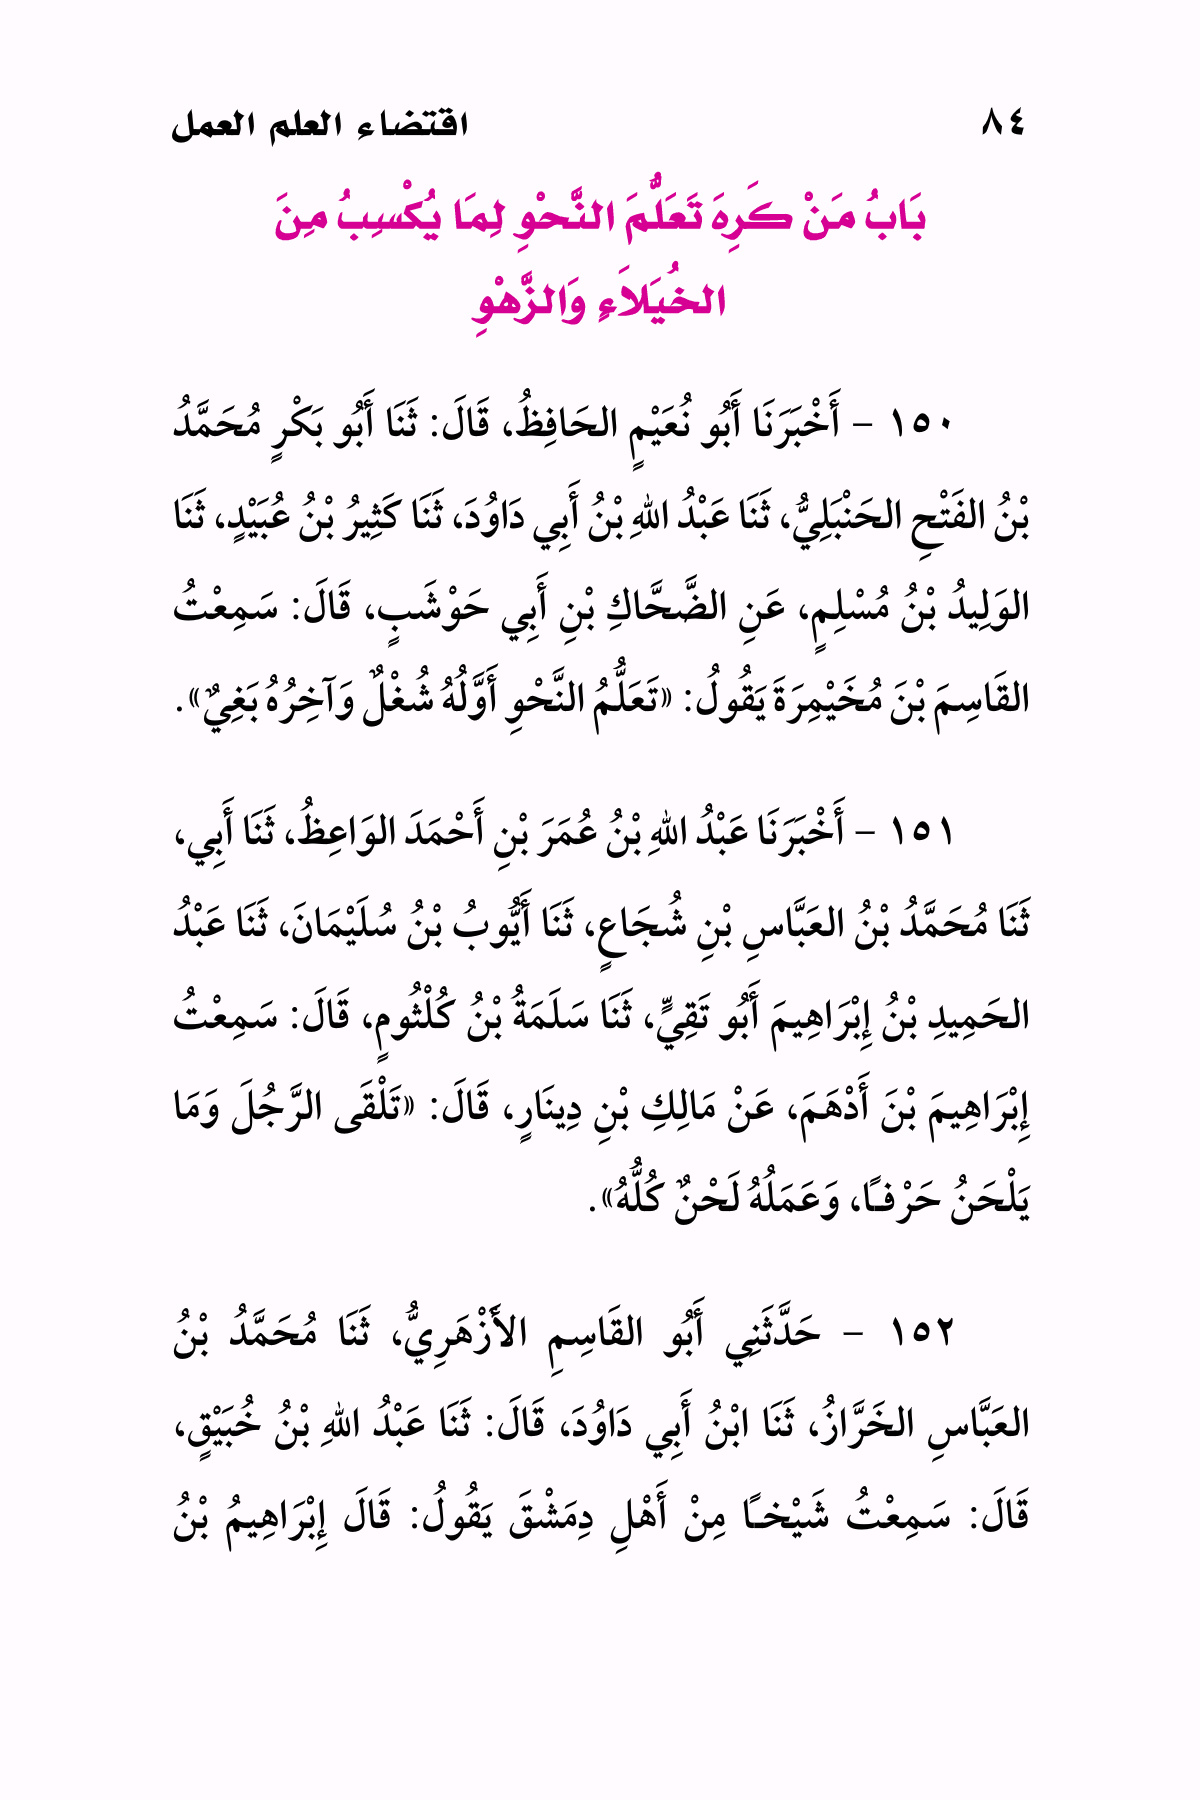 ٨٤ اقتضاء العلم العمل
بَابُ مَنْ كَرِهَ تَعَلُّمَ النَّحْوِ لِمَا يُكْسِبُ مِنَ
الخُيَلاَءِ وَالزَّهْوِ
١٥٠ - أَخْبَرَنَا أَبُو نُعَيْمٍ الحَافِظُ، قَالَ: ثَنَا أَبُو بَكْرٍ مُحَمَّدُ
بْنُ الفَتْحِ الحَنْبَلِيُّ، ثَنَا عَبْدُ اللهِ بْنُ أَبِي دَاوُدَ، ثَنَا كَثِيرُ بْنُ عُبَيْدٍ، ثَنَا
الوَلِيدُ بْنُ مُسْلِمٍ، عَنِ الضَّحَّاكِ بْنِ أَبِي حَوْشَبٍ، قَالَ: سَمِعْتُ
القَاسِمَ بْنَ مُخَيْمِرَةَ يَقُولُ: «تَعَلُّمُ النَّحْوِ أَوَّلُهُ شُغْلٌ وَآخِرُهُ بَغِيٌ».
١٥١ - أَخْبَرَنَا عَبْدُ اللهِ بْنُ عُمَرَ بْنِ أَحْمَدَ الوَاعِظُ، ثَنَا أَبِي،
ثَنَا مُحَمَّدُ بْنُ العَبَّاسِ بْنِ شُجَاعٍ، ثَنَا أَيُّوبُ بْنُ سُلَيْمَانَ، ثَنَا عَبْدُ
الحَمِيدِ بْنُ إِبْرَاهِيمَ أَبُو تَقِيٍّ، ثَنَا سَلَمَةُ بْنُ كُلْثُومٍ، قَالَ: سَمِعْتُ
إِبْرَاهِيمَ بْنَ أَدْهَمَ، عَنْ مَالِكِ بْنِ دِينَارٍ، قَالَ: «تَلْقَى الرَّجُلَ وَمَا
يَلْحَنُ حَرْفًا، وَعَمَلُهُ لَحْنٌ كُلُّهُ».
١٥٢ - حَدَّثَنِي أَبُو القَاسِمِ الأَزْهَرِيُّ، ثَنَا مُحَمَّدُ بْنُ
العَبَّاسِ الخَرَّازُ، ثَنَا ابْنُ أَبِي دَاوُدَ، قَالَ: ثَنَا عَبْدُ اللهِ بْنُ خُبَيْقٍ،
قَالَ: سَمِعْتُ شَيْخًا مِنْ أَهْلِ دِمَشْقَ يَقُولُ: قَالَ إِبْرَاهِيمُ بْنُ